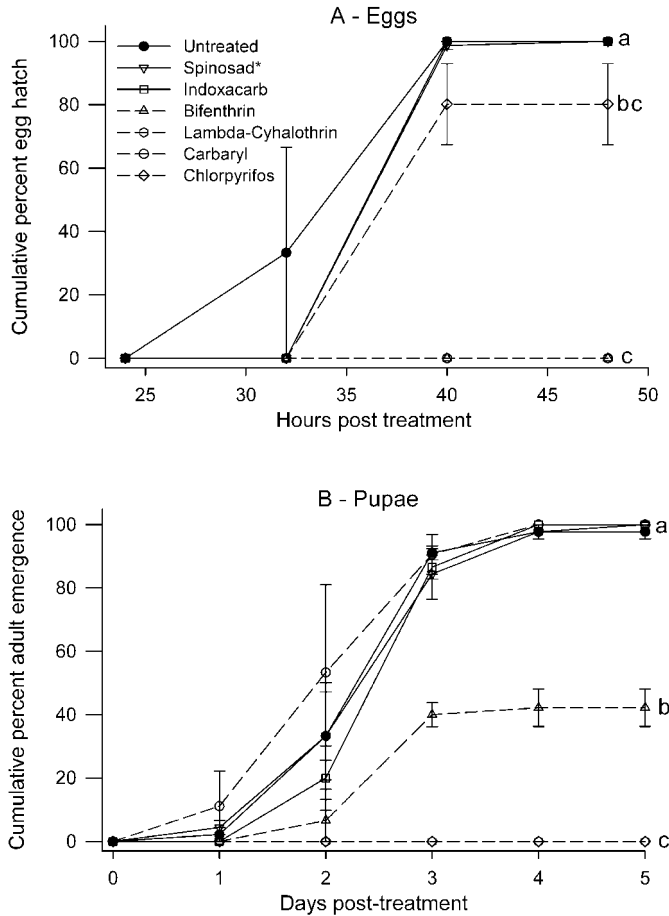 A - Eggs
Cumulative percent egg hatch
100
80
60
40
20
0
Untreated
Spinosad*
Indoxacarb
Bifenthrin
Lambda-Cyhalothrin
Carbaryl
Chlorpyrifos
a
bc
c
25 30 35 40 45 50
Hours post treatment
B - Pupae
Cumulative percent adult emergence
100
80
60
40
20
0
a
b
c
0 1 2 3 4 5
Days post-treatment